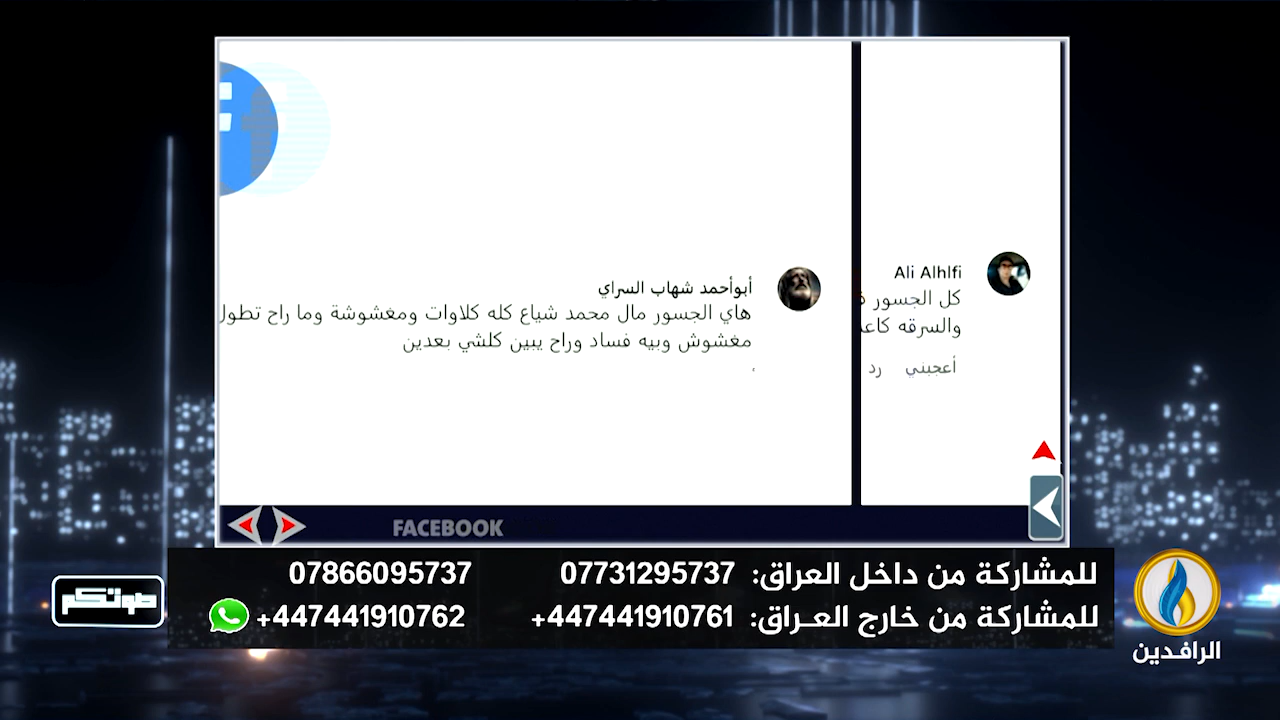 Ali Alhlfi
كل الجسور
والسرقه
أعجبني رد
أبوأحمد شهاب السراي
هاي الجسور مال محمد شياع كله كلاوات ومغشوشة وما راح تطول
مغشوش وبيه فساد وراح يبين كلشي بعدين
FACEBOOK
للمشاركة من داخل العراق: 07731295737 07866095737
للمشاركة من خارج العـراق: +447441910761 +447441910762
صوتكم
الرافدين